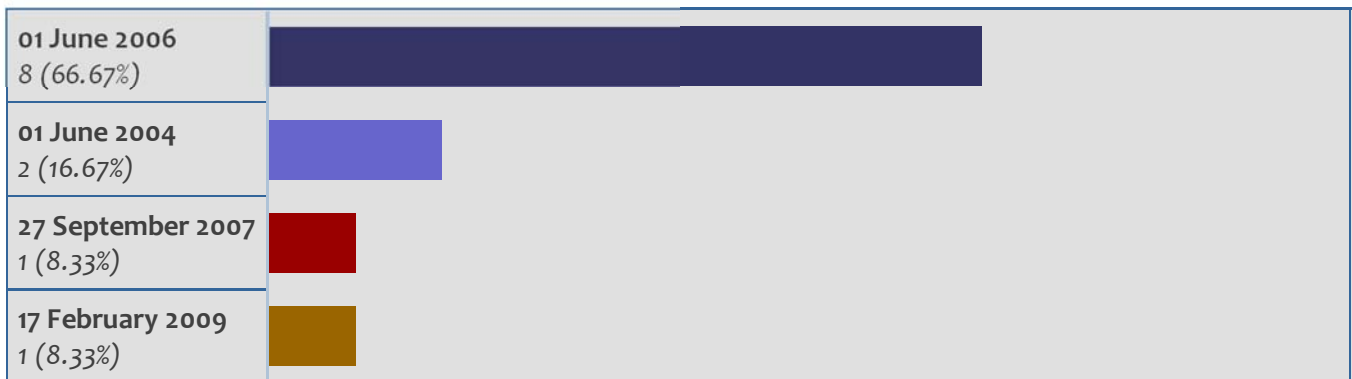 01 June 2006
8 (66.67%)
01 June 2004
2 (16.67%)
27 September 2007
1 (8.33%)
17 February 2009
1 (8.33%)